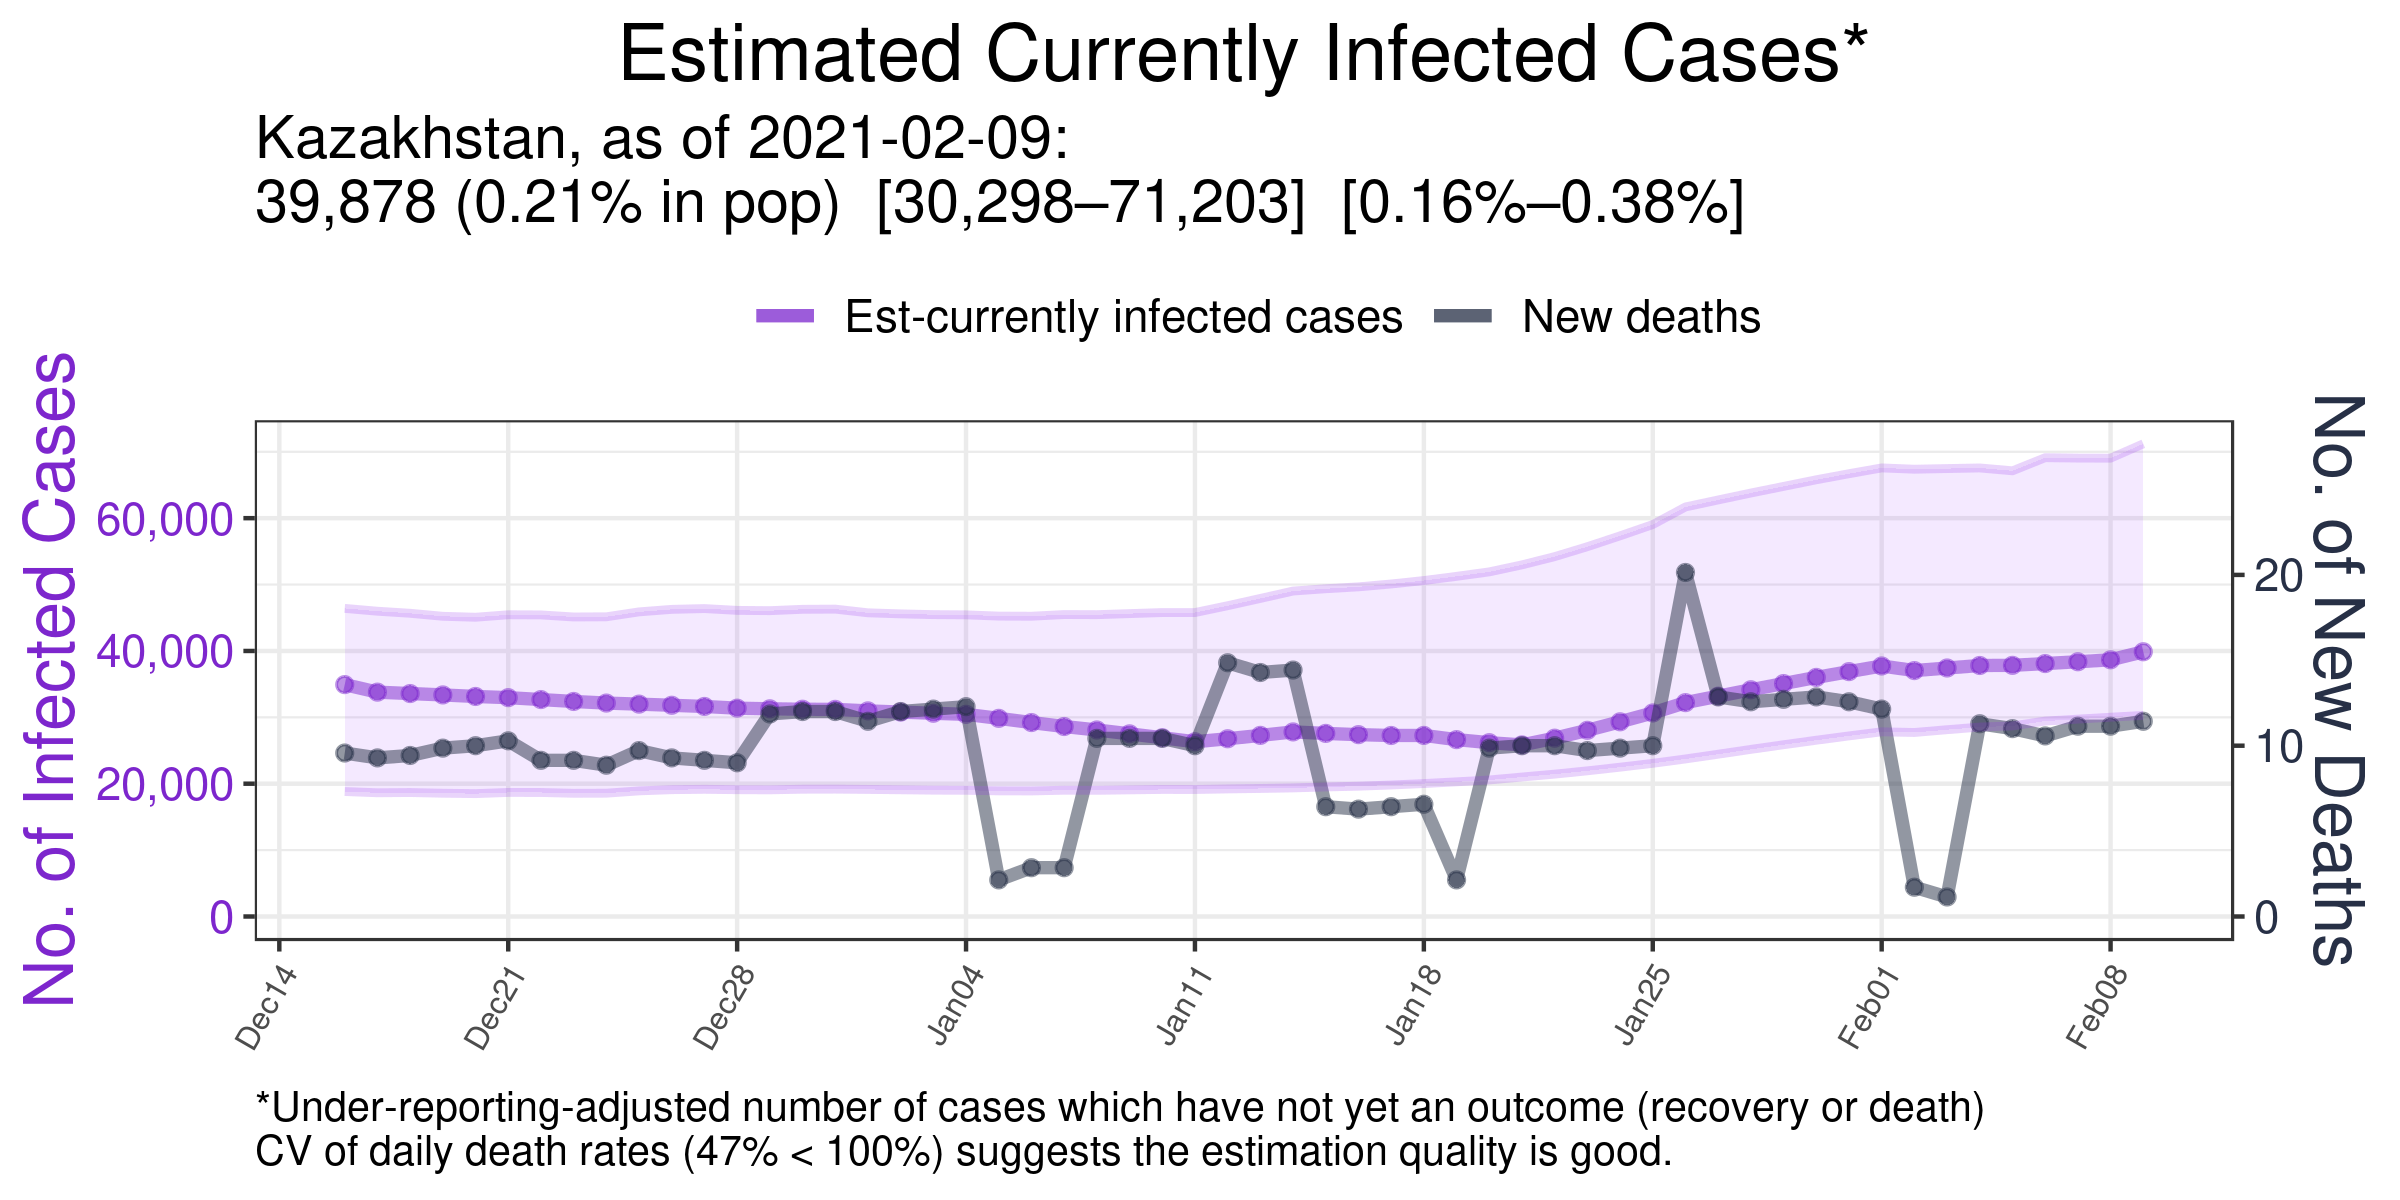 Estimated Currently Infected Cases*
Kazakhstan, as of 2021-02-09:
39,878 (0.21% in pop)  [30,298–71,203]  [0.16%–0.38%]
Est-currently infected cases
New deaths
No. of Infected Cases
60,000
40,000
20,000
0
No. of New Deaths
20
10
0
Dec14
Dec21
Dec28
Jan04
Jan11
Jan18
Jan25
Feb01
Feb08
*Under-reporting-adjusted number of cases which have not yet an outcome (recovery or death)
CV of daily death rates (47% < 100%) suggests the estimation quality is good.